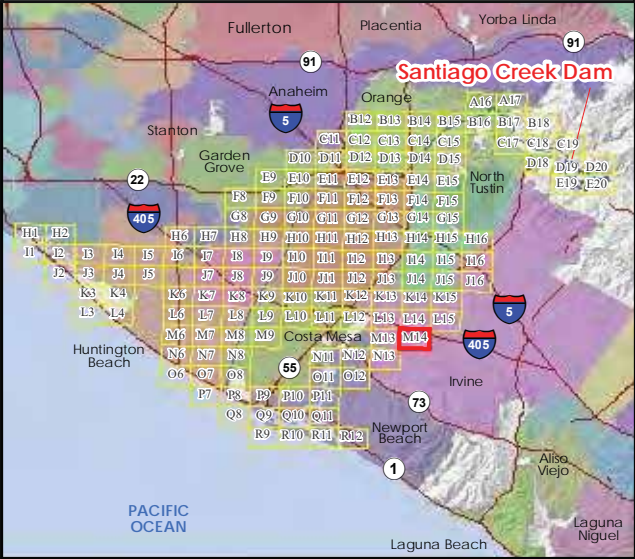 Fullerton
Placentia
Yorba Linda
91
91
Santiago Creek Dam
Anaheim
Orange
A16 A17
5
B12 B13 B14 B15 B16 B17 B18
Stanton
C11 C12 C13 C14 C15 C17 C18 C19
Garden
Grove
D10 D11 D12 D13 D14 D15 D18 D19 D20
22
E9 E10 E11 E12 E13 E14 E15 E19 E20
North
Tustin
F8 F9 F10 F11 F12 F13 F14 F15
405
G8 G9 G10 G11 G12 G13 G14 G15
H1 H2 H6 H7 H8 H9 H10 H11 H12 H13 H14 H15 H16
I1 I2 I3 I4 I5 I6 I7 I8 I9 I10 I11 I12 I13 I14 I15 I16
J2 J3 J4 J5 J7 J8 J9 J10 J11 J12 J13 J14 J15 J16
K3 K4 K6 K7 K8 K9 K10 K11 K12 K13 K14 K15
5
L3 L4 L6 L7 L8 L9 L10 L11 L12 L13 L14 L15
M6 M7 M8 M9 Costa Mesa M13 M14
405
Huntington
Beach
N6 N7 N8 N11 N12 N13
55
O6 O7 O8 O11 O12
Irvine
P7 P8 P9 P10 P11
73
Q8 Q9 Q10 Q11
Newport
Beach
R9 R10 R11 R12
1
Aliso
Viejo
PACIFIC
OCEAN
Laguna
Niguel
Laguna Beach